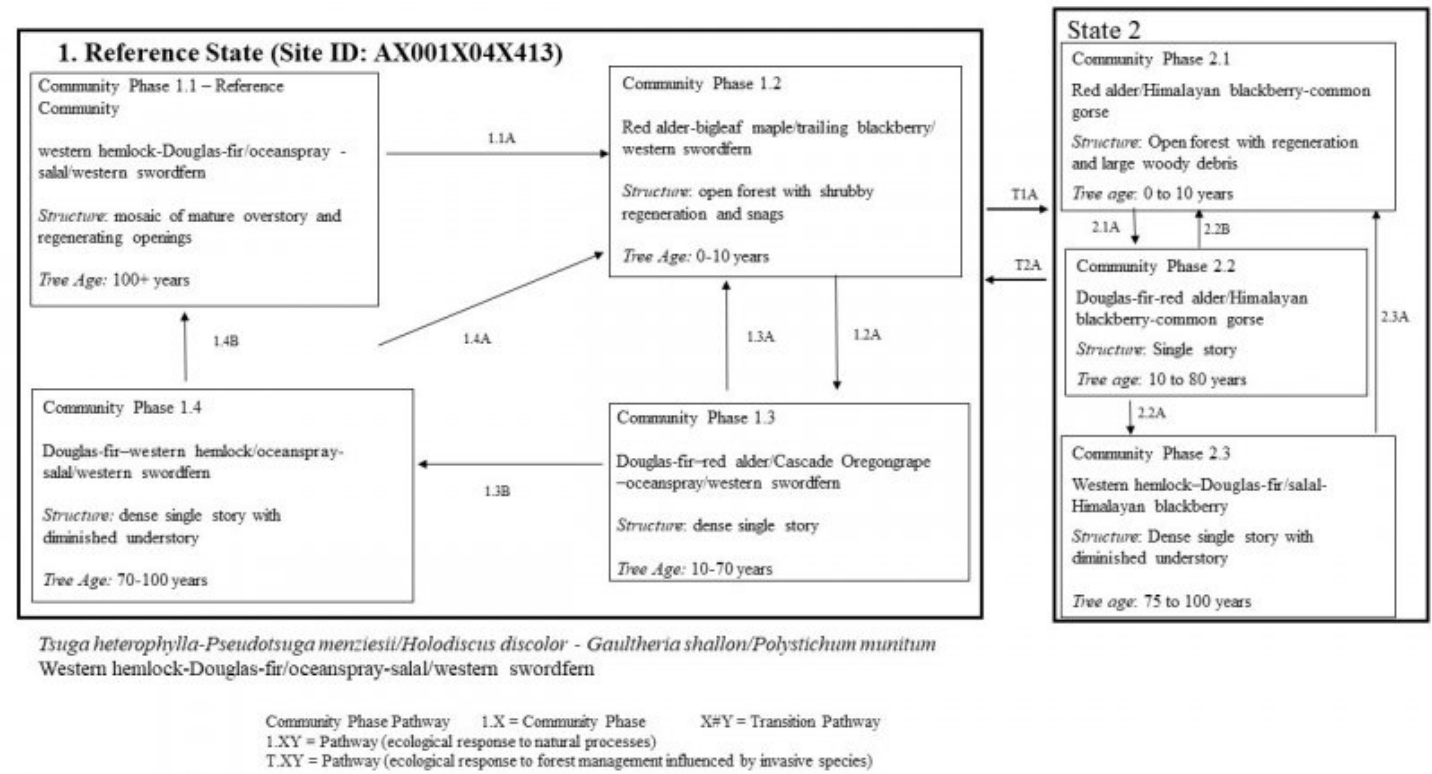 1. Reference State (Site ID: AX001X04X413)
Community Phase 1.1 – Reference
Community
western hemlock-Douglas-fir/oceanspray -
salal/western swordfern
Structure: mosaic of mature overstory and
regenerating openings
Tree Age: 100+ years
1.1A
Community Phase 1.2
Red alder-bigleaf maple/trailing blackberry/
western swordfern
Structure: open forest with shrubby
regeneration and snags
Tree Age: 0-10 years
1.4B
1.4A
1.3A
1.2A
Community Phase 1.4
Douglas-fir–western hemlock/oceanspray-
salal/western swordfern
Structure: dense single story with
diminished understory
Tree Age: 70-100 years
1.3B
Community Phase 1.3
Douglas-fir–red alder/Cascade Oregongrape
–oceanspray/western swordfern
Structure: dense single story
Tree Age: 10-70 years
T1A
T2A
State 2
Community Phase 2.1
Red alder/Himalayan blackberry-common
gorse
Structure: Open forest with regeneration
and large woody debris
Tree age: 0 to 10 years
2.1A
2.2B
Community Phase 2.2
Douglas-fir-red alder/Himalayan
blackberry-common gorse
Structure: Single story
Tree age: 10 to 80 years
2.3A
2.2A
Community Phase 2.3
Western hemlock–Douglas-fir/salal-
Himalayan blackberry
Structure: Dense single story with
diminished understory
Tree age: 75 to 100 years
Tsuga heterophylla-Pseudotsuga menziesii/Holodiscus discolor - Gaultheria shallon/Polystichum munitum
Western hemlock-Douglas-fir/oceanspray-salal/western swordfern
Community Phase Pathway 1.X = Community Phase X#Y = Transition Pathway
1.XY = Pathway (ecological response to natural processes)
T.XY = Pathway (ecological response to forest management influenced by invasive species)